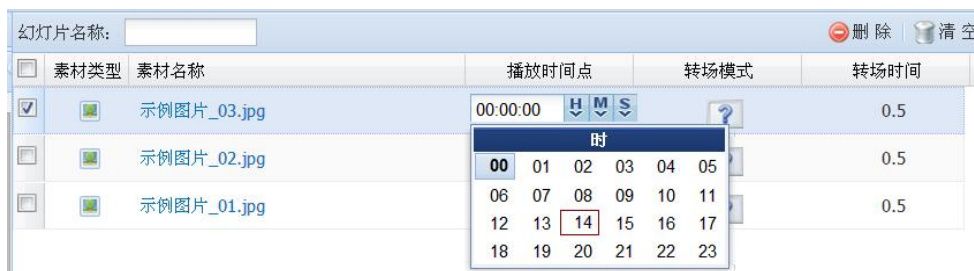 幻灯片名称: 删除 清空
素材类型 素材名称 播放时间点 转场模式 转场时间
示例图片_03.jpg 00:00:00 H M S 0.5
时
示例图片_02.jpg 00 01 02 03 04 05 0.5
06 07 08 09 10 11
示例图片_01.jpg 12 13 14 15 16 17 0.5
18 19 20 21 22 23